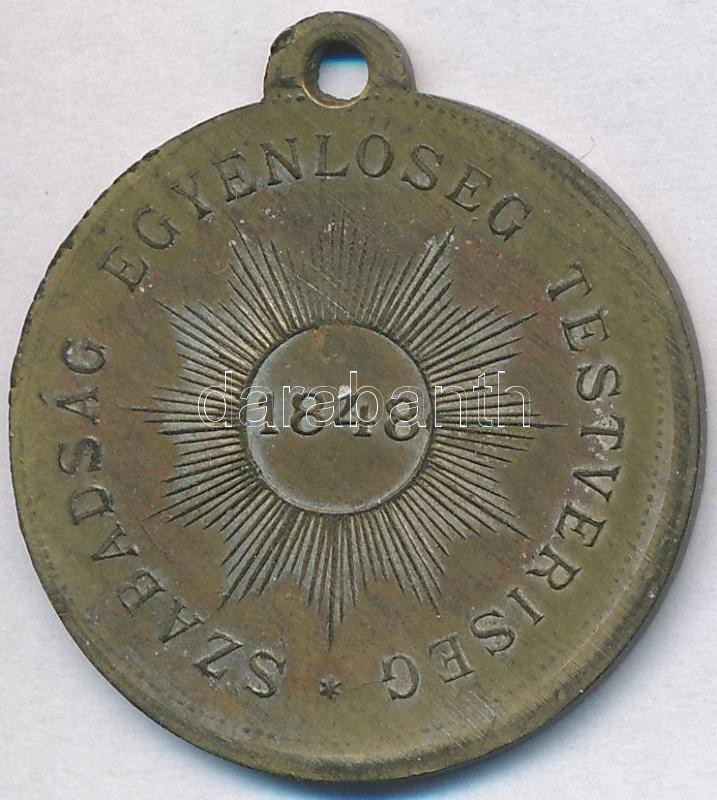 SZABADSÁG EGYENLOSEG TESTVERISEG *
1848
darabanth